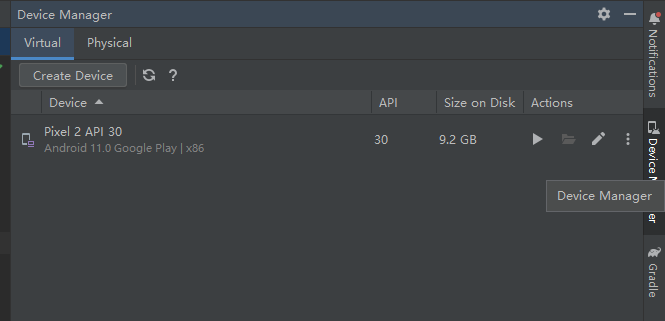 Device Manager
Virtual Physical
Create Device ?
Device API Size on Disk Actions
Pixel 2 API 30
Android 11.0 Google Play | x86
30 9.2 GB
Device Manager
Notifications
Device M er
Gradle